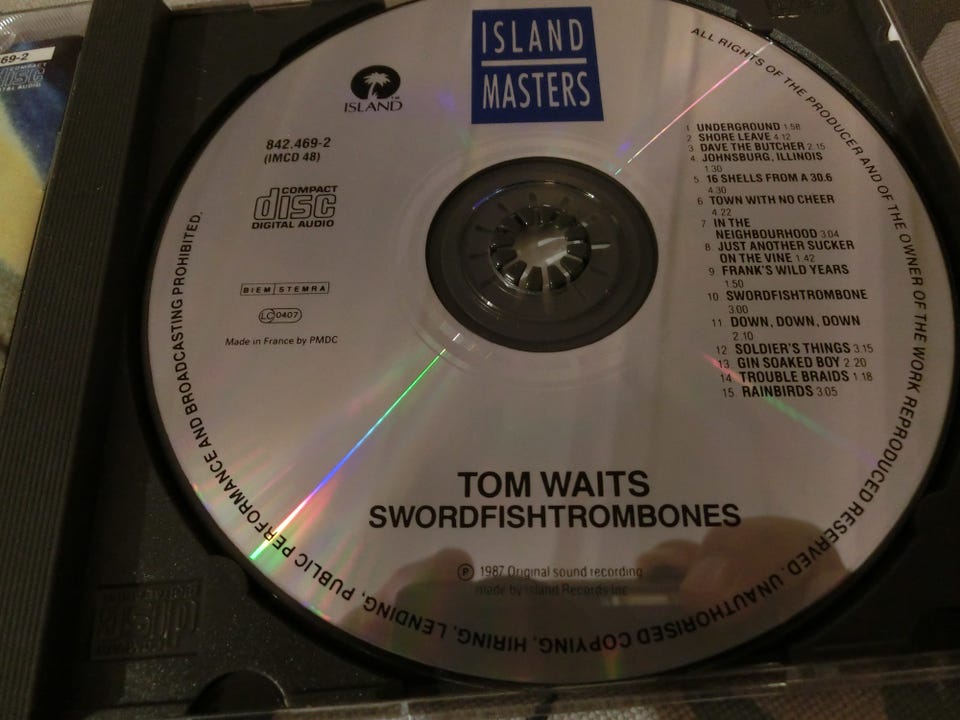 69-2
COMPACT
disc
DIGITAL AUDIO
ISLAND
MASTERS
ISLAND
842.469-2
(IMCD 48)
COMPACT
disc
DIGITAL AUDIO
BIEM STEMRA
LC 0407
Made in France by PMDC
1 UNDERGROUND 1.58
2 SHORE LEAVE 4.12
3 DAVE THE BUTCHER 2.15
4. JOHNSBURG, ILLINOIS
1.30
5 16 SHELLS FROM A 30.6
4.30
6 TOWN WITH NO CHEER
4.22
7 IN THE
NEIGHBOURHOOD 3.04
8 JUST ANOTHER SUCKER
ON THE VINE 1.42
9 FRANK'S WILD YEARS
1.50
10. SWORDFISHTROMBONE
3.00
11. DOWN, DOWN, DOWN
2.10
12 SOLDIER'S THINGS 3.15
13 GIN SOAKED BOY 2.20
14 TROUBLE BRAIDS 1.18
15 RAINBIRDS 3.05
TOM WAITS
SWORDFISHTROMBONES
Ⓟ 1987 Original sound recording
made by Island Records Inc
ALL RIGHTS OF THE PRODUCER AND OF THE OWNER OF THE WORK REPRODUCED RESERVED. UNAUTHORISED COPYING, HIRING, LENDING, PUBLIC PERFORMANCE AND BROADCASTING PROHIBITED.
disc